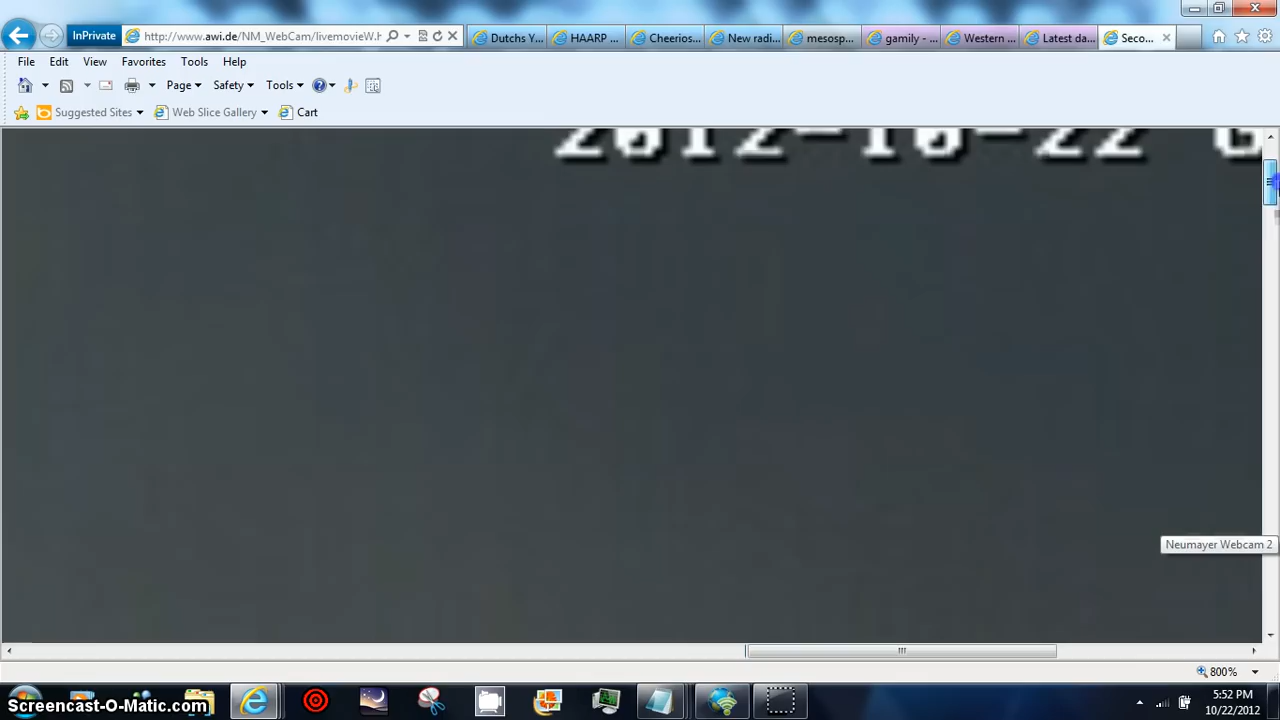 InPrivate http://www.awi.de/NM_WebCam/livemovieW.h Dutchs Y... HAARP ... Cheerios... New radi... mesosp... gamily - ... Western ... Latest da... Seco...
File Edit View Favorites Tools Help
Page Safety Tools
Suggested Sites Web Slice Gallery Cart
2012-10-22
Neumayer Webcam 2
800%
5:52 PM
10/22/2012
Screencast-O-Matic.com